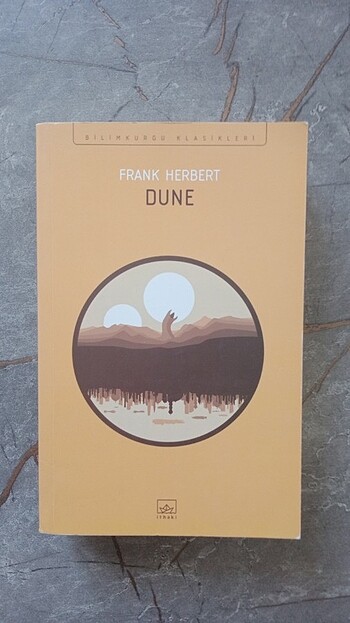 BİLİMKURGU KLASİKLERİ
FRANK HERBERT
DUNE
İTHAKİ